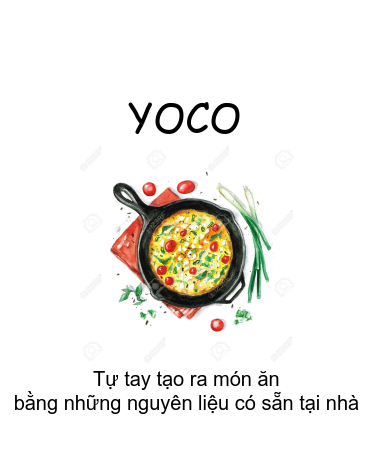 YOCO
Tự tay tạo ra món ăn
bằng những nguyên liệu có sẵn tại nhà